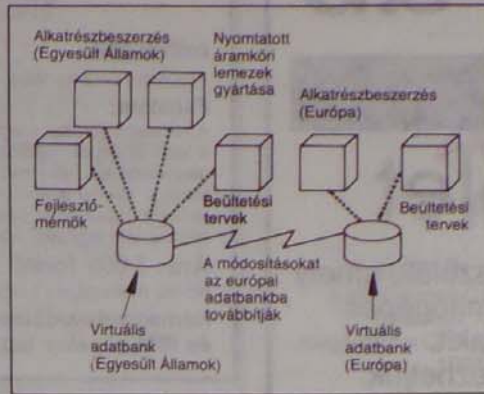 Alkatrészbeszerzés
(Egyesült Államok)
Nyomtatott
áramköri
lemezek
gyártása
Alkatrészbeszerzés
(Európa)
Fejlesztő-
mérnök
Beültetési
tervek
Beültetési
tervek
A módosításokat
az európai
adatbankba
továbbítják
Virtuális
adatbank
(Egyesült Államok)
Virtuális
adatbank
(Európa)